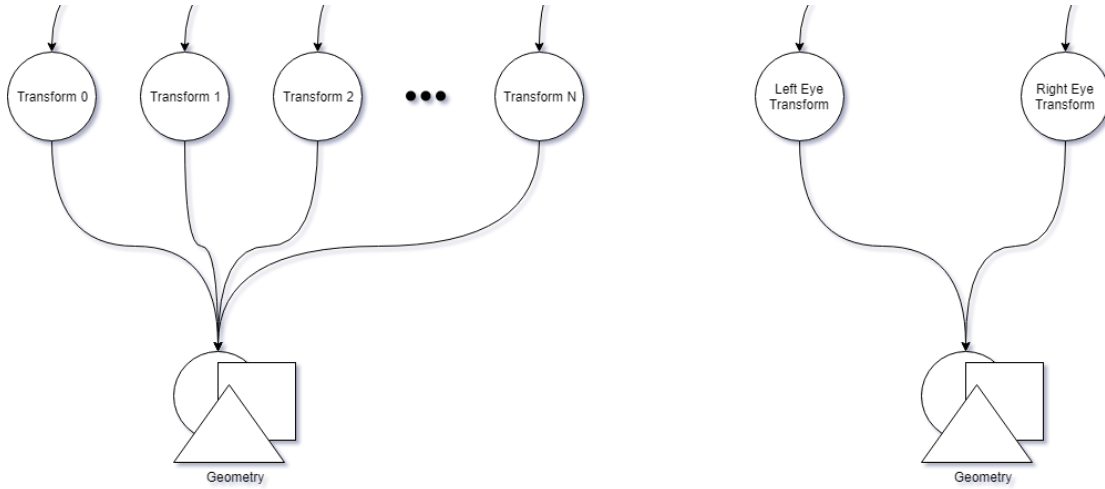 Transform 0
Transform 1
Transform 2
Transform N
Left Eye
Transform
Right Eye
Transform
Geometry
Geometry